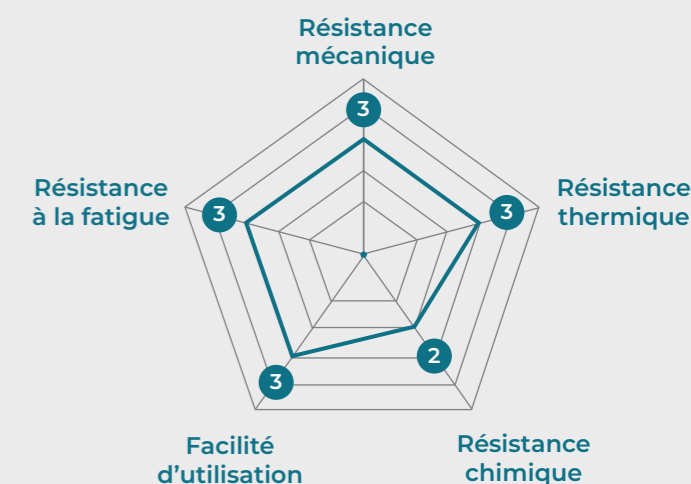 Résistance
mécanique
3
Résistance
à la fatigue
3
3
Résistance
thermique
3
2
Facilité
d’utilisation
Résistance
chimique